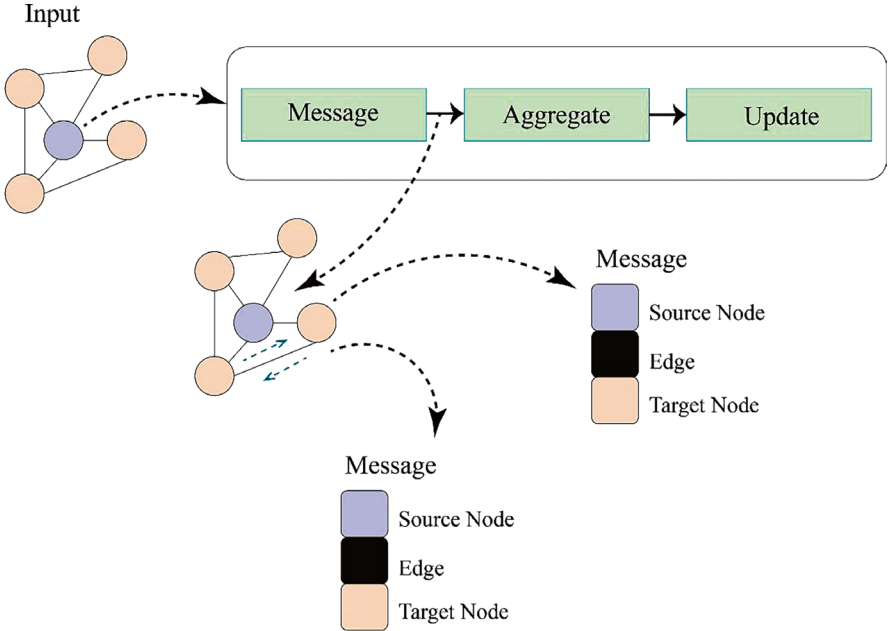 Input
Message
Aggregate
Update
Message
Source Node
Edge
Target Node
Message
Source Node
Edge
Target Node